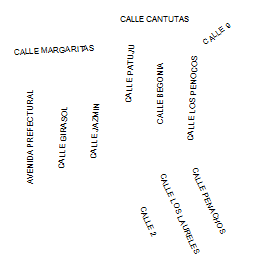 CALLE CANTUTAS
CALLE 9
CALLE MARGARITAS
CALLE PATUJU
CALLE BEGONIA
CALLE LOS PENOCOS
AVENIDA PREFECTURAL
CALLE GIRASOL
CALLE JAZMIN
CALLE 2
CALLE LOS LAURELES
CALLE PENACHOS